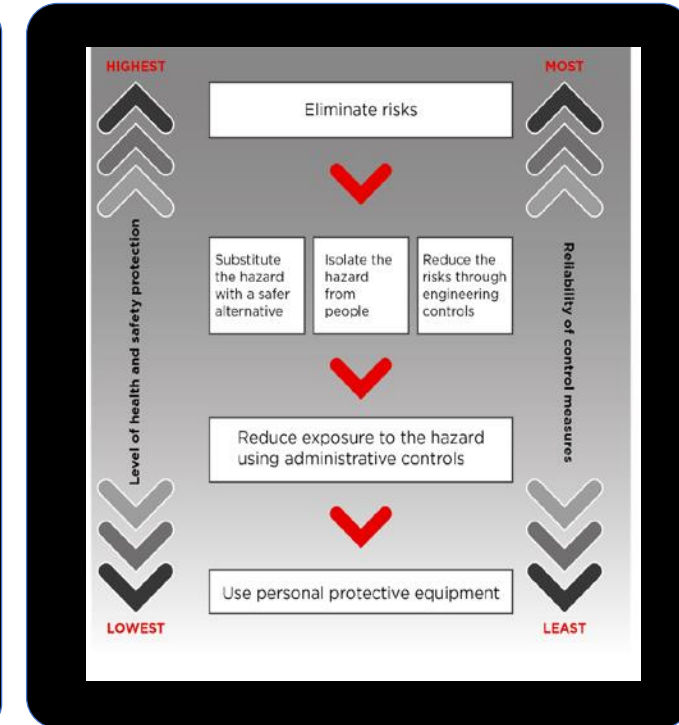 HIGHEST
MOST
Eliminate risks
Substitute
the hazard
with a safer
alternative
Isolate the
hazard
from
people
Reduce the
risks through
engineering
controls
Level of health and safety protection
Reliability of control measures
Reduce exposure to the hazard
using administrative controls
Use personal protective equipment
LOWEST
LEAST